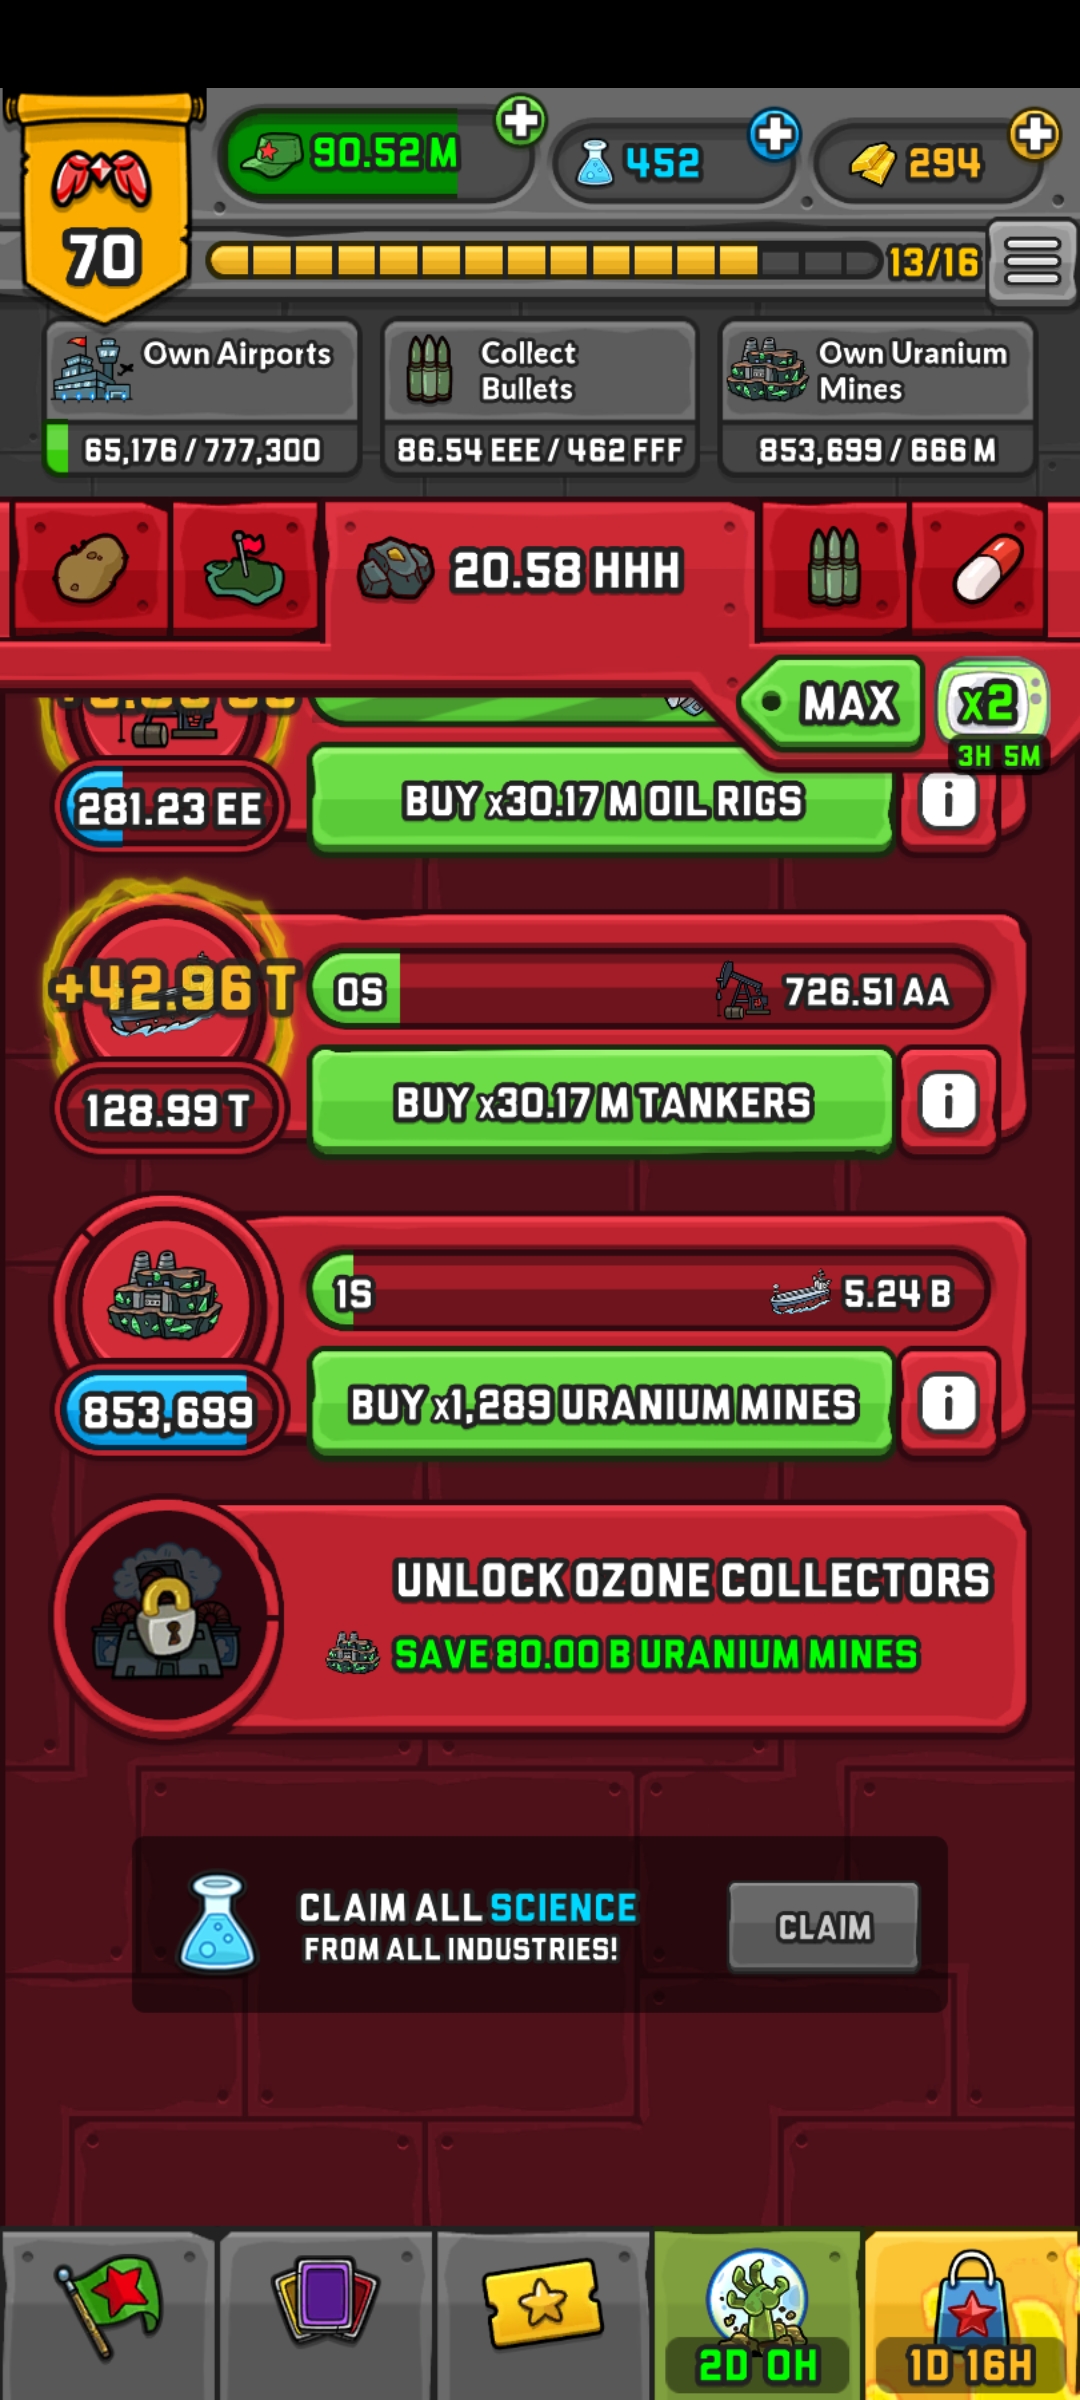 90.52 M
452
294
70
13/16
Own Airports
65,176 / 777,300
Collect
Bullets
86.54 EEE / 462 FFF
Own Uranium
Mines
853,699 / 666 M
20.58 HHH
MAX
x2
3H 5M
281.23 EE
BUY x30.17 M OIL RIGS
i
+42.96 T
0S
726.51 AA
128.99 T
BUY x30.17 M TANKERS
i
1S
5.24 B
853,699
BUY x1,289 URANIUM MINES
i
UNLOCK OZONE COLLECTORS
SAVE 80.00 B URANIUM MINES
CLAIM ALL SCIENCE
FROM ALL INDUSTRIES!
CLAIM
2D 0H
1D 16H